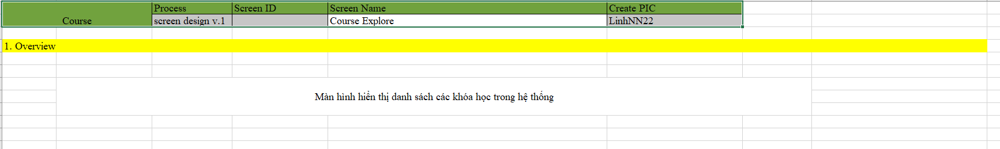 Process Screen ID Screen Name Create PIC
Course screen design v.1 Course Explore LinhNN22
1. Overview
Màn hình hiển thị danh sách các khóa học trong hệ thống